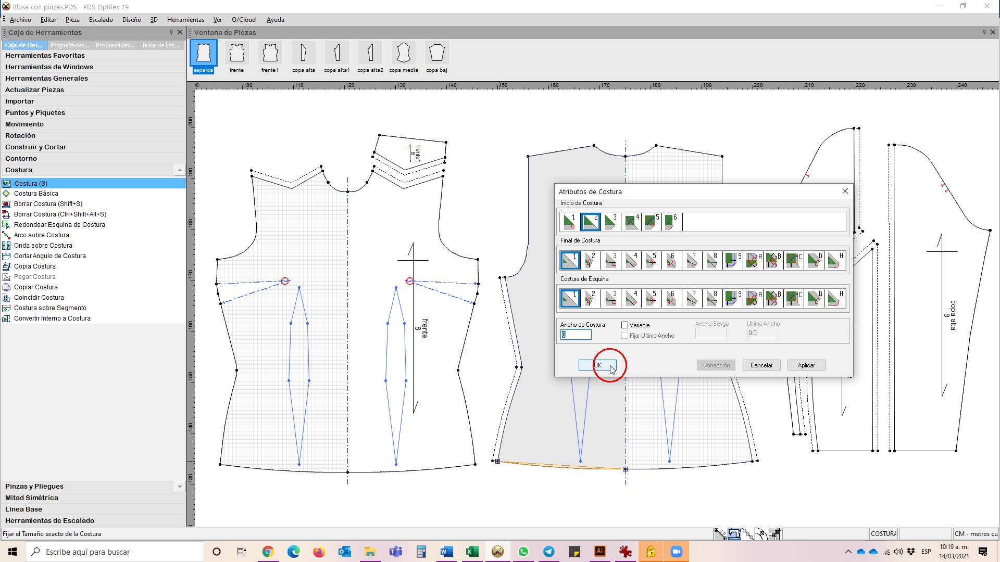 Blusa con pinzas.PDS - PDS Optitex 19
Archivo Editar Pieza Escalado Diseño 3D Herramientas Ver O/Cloud Ayuda
Caja de Herramientas
Ventana de Piezas
Caja de Her... Propiedades... Propiedades... Tabla de Esc...
Herramientas Favoritas
Herramientas de Windows
Herramientas Generales
Actualizar Piezas
Importar
Puntos y Piquetes
Movimiento
Rotación
Construir y Cortar
Contorno
Costura
Costura (S)
Costura Básica
Borrar Costura (Shift+S)
Borrar Costura (Ctrl+Shift+Alt+S)
Redondear Esquina de Costura
Arco sobre Costura
Onda sobre Costura
Cortar Angulo de Costura
Copia Costura
Pegar Costura
Copiar Costura
Coincidir Costura
Costura sobre Segmento
Convertir Interno a Costura
Pinzas y Pliegues
Mitad Simétrica
Línea Base
Herramientas de Escalado
espalda frente frente1 copa alta copa alta1 copa alta2 copa media copa baj
100 110 120 130 140 150 160 170 180 190 200 210 220 230 240
200
190
180
170
160
150
140
130
frente1
8
frente
8
copa alta
8
Atributos de Costura
Inicio de Costura
1 2 3 4 5 6
Final de Costura
1 2 3 4 5 6 7 8 9 A B C D H
Costura de Esquina
1 2 3 4 5 6 7 8 9 A B C D H
Ancho de Costura
0
Variable
Fijar Ultimo Ancho
Ancho Sesgo
Ultimo Ancho
0.0
OK Corrección Cancelar Aplicar
Fijar el Tamaño exacto de la Costura
COSTURA
CM - metros cu
Escribe aquí para buscar
ESP
10:19 a. m.
14/03/2021